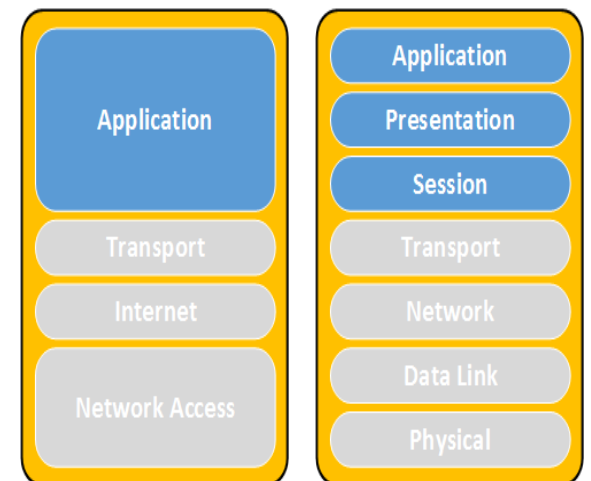 Application
Transport
Internet
Network Access
Application
Presentation
Session
Transport
Network
Data Link
Physical